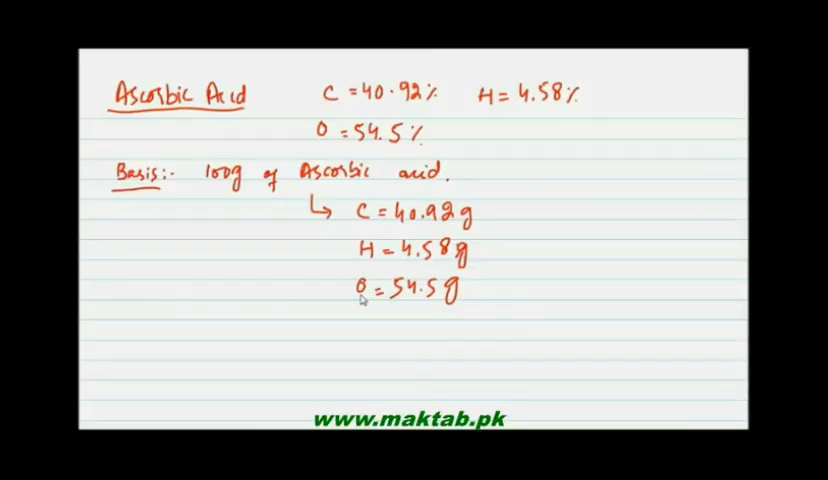 Ascorbic Acid C = 40.92% H = 4.58%
O = 54.5%
Basis:- 100g of Ascorbic acid.
↳ C = 40.92g
H = 4.58g
O = 54.5g
www.maktab.pk